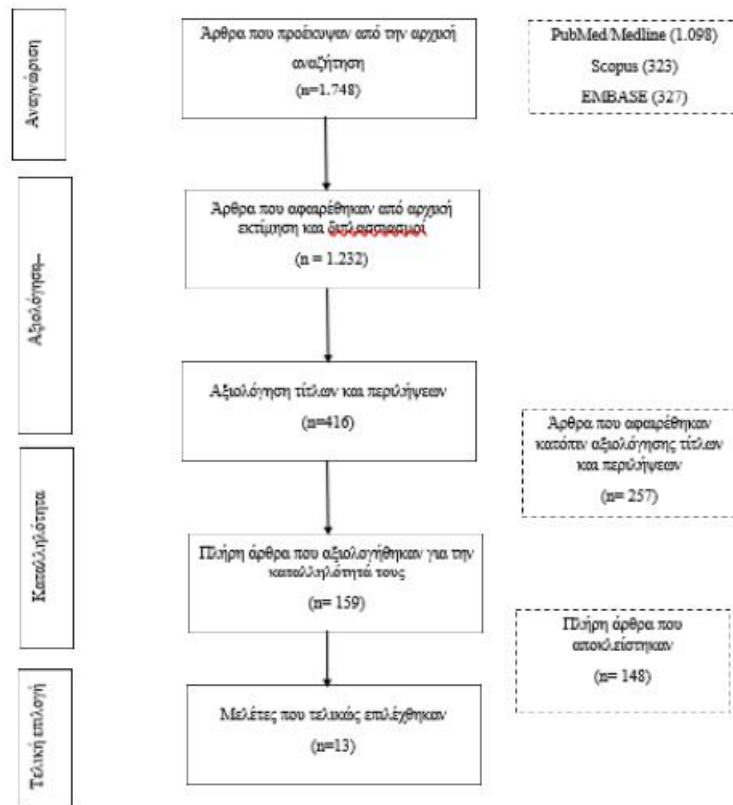 Αναγνώριση
Άρθρα που προέκυψαν από την αρχική
αναζήτηση
(n=1.748)
PubMed/Medline (1.098)
Scopus (323)
EMBASE (327)
Αξιολόγηση–
Άρθρα που αφαιρέθηκαν από αρχική
εκτίμηση και διπλασσιασμοί
(n = 1.232)
Αξιολόγηση τίτλων και περιλήψεων
(n=416)
Άρθρα που αφαιρέθηκαν
κατόπιν αξιολόγησης τίτλων
και περιλήψεων
(n= 257)
Καταλληλότητα
Πλήρη άρθρα που αξιολογήθηκαν για την
καταλληλότητά τους
(n= 159)
Πλήρη άρθρα που
αποκλείστηκαν
(n= 148)
Τελική επιλογή
Μελέτες που τελικώς επιλέχθηκαν
(n=13)